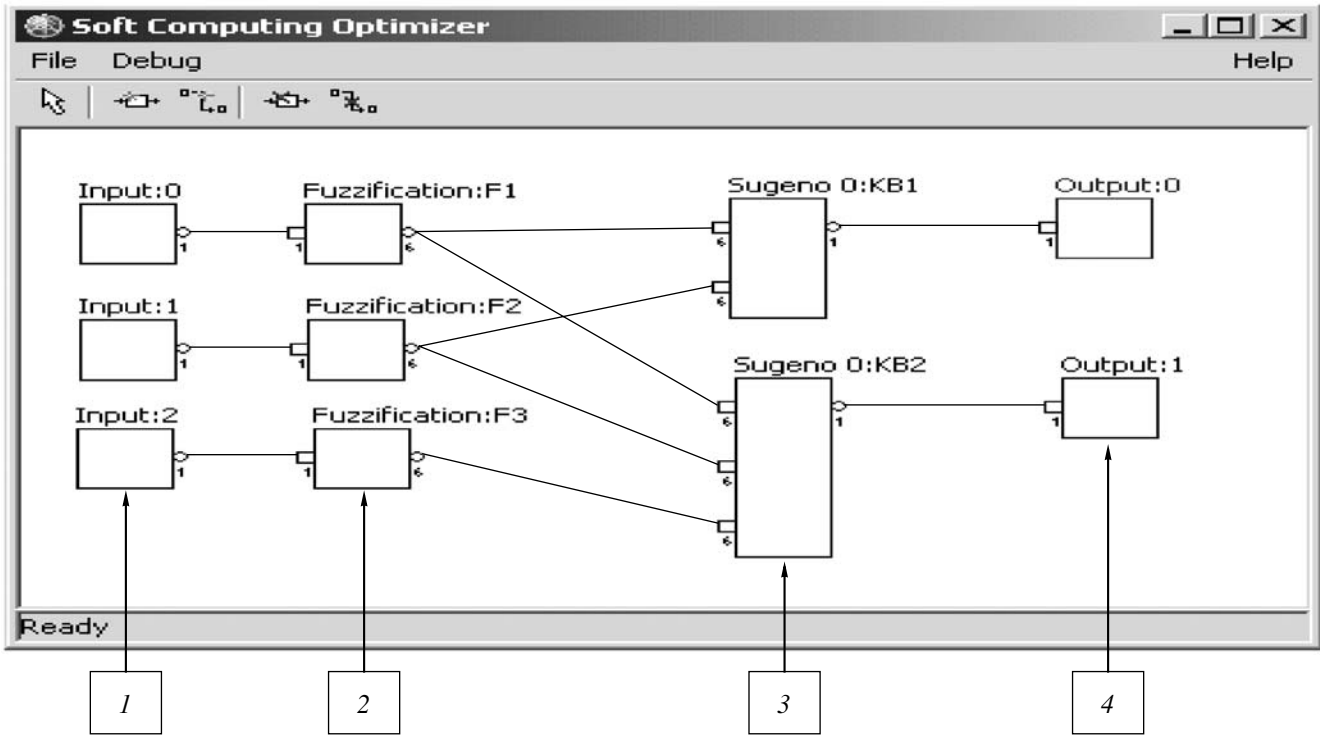 Soft Computing Optimizer
File Debug Help
Input:0 Fuzzification:F1 Sugeno 0:KB1 Output:0
1 1 6 6 1 1
6
Input:1 Fuzzification:F2 Sugeno 0:KB2 Output:1
1 1 6
6 1 1
Input:2 Fuzzification:F3
1 1 6 6
6
Ready
1 2 3 4